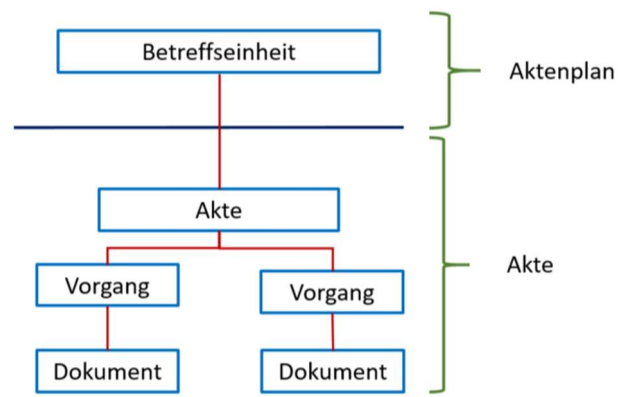 Betreffseinheit
Aktenplan
Akte
Akte
Vorgang
Vorgang
Dokument
Dokument